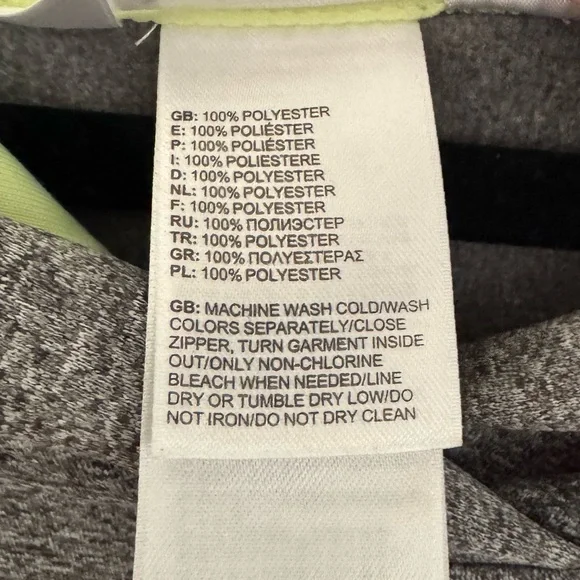 GB: 100% POLYESTER
E: 100% POLIÉSTER
P: 100% POLIÉSTER
I: 100% POLIESTERE
D: 100% POLYESTER
NL: 100% POLYESTER
F: 100% POLYESTER
RU: 100% ПОЛИЭСТЕР
TR: 100% POLYESTER
GR: 100% ΠΟΛΥΕΣΤΕΡΑΣ
PL: 100% POLYESTER
GB: MACHINE WASH COLD/WASH
COLORS SEPARATELY/CLOSE
ZIPPER, TURN GARMENT INSIDE
OUT/ONLY NON-CHLORINE
BLEACH WHEN NEEDED/LINE
DRY OR TUMBLE DRY LOW/DO
NOT IRON/DO NOT DRY CLEAN